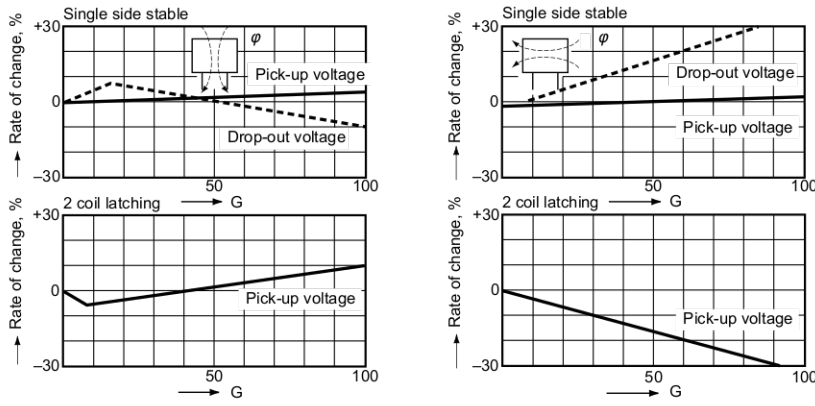 Single side stable
Rate of change, %
+30
0
–30
φ
Pick-up voltage
Drop-out voltage
50
100
G
Single side stable
Rate of change, %
+30
0
–30
φ
Drop-out voltage
Pick-up voltage
50
100
G
2 coil latching
Rate of change, %
+30
0
–30
Pick-up voltage
50
100
G
2 coil latching
Rate of change, %
+30
0
–30
Pick-up voltage
50
100
G